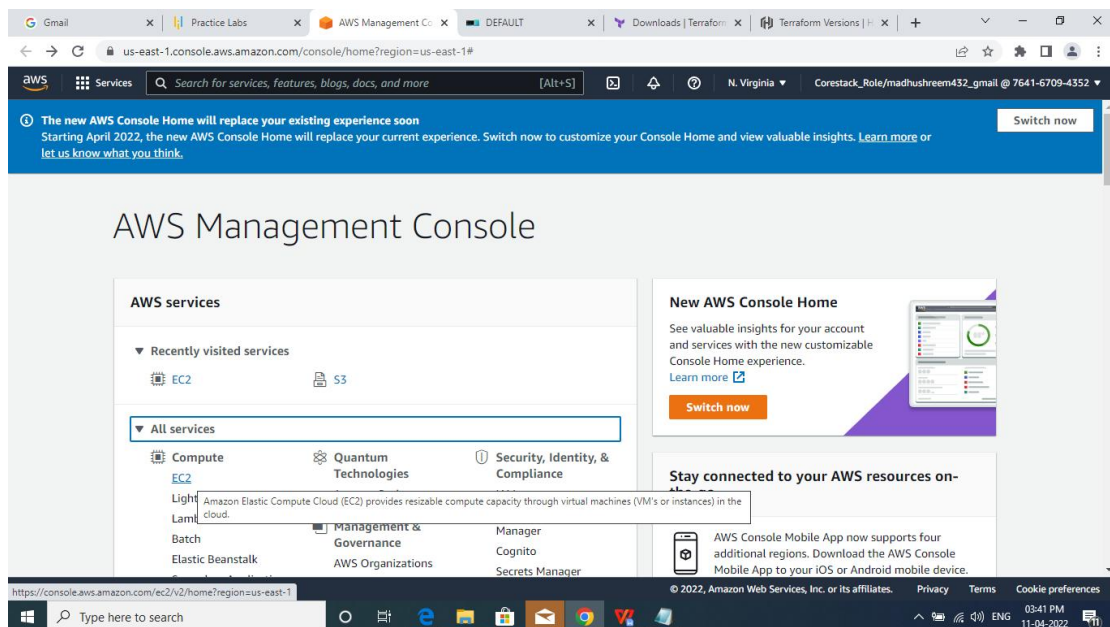 Gmail
Practice Labs
AWS Management Co
DEFAULT
Downloads | Terraform
Terraform Versions | H
us-east-1.console.aws.amazon.com/console/home?region=us-east-1#
aws
Services
Search for services, features, blogs, docs, and more
[Alt+S]
N. Virginia ▼
Corestack_Role/madhushreem432_gmail @ 7641-6709-4352 ▼
The new AWS Console Home will replace your existing experience soon
Starting April 2022, the new AWS Console Home will replace your current experience. Switch now to customize your Console Home and view valuable insights. Learn more or
let us know what you think.
Switch now
AWS Management Console
AWS services
▼ Recently visited services
EC2
S3
▼ All services
Compute
EC2
Amazon Elastic Compute Cloud (EC2) provides resizable compute capacity through virtual machines (VM's or instances) in the
cloud.
Batch
Elastic Beanstalk
Quantum
Technologies
Management &
Governance
AWS Organizations
Security, Identity, &
Compliance
Manager
Cognito
Secrets Manager
New AWS Console Home
See valuable insights for your account
and services with the new customizable
Console Home experience.
Learn more
Switch now
Stay connected to your AWS resources on-
AWS Console Mobile App now supports four
additional regions. Download the AWS Console
Mobile App to your iOS or Android mobile device.
https://console.aws.amazon.com/ec2/v2/home?region=us-east-1
© 2022, Amazon Web Services, Inc. or its affiliates.
Privacy
Terms
Cookie preferences
Type here to search
ENG
03:41 PM
11-04-2022